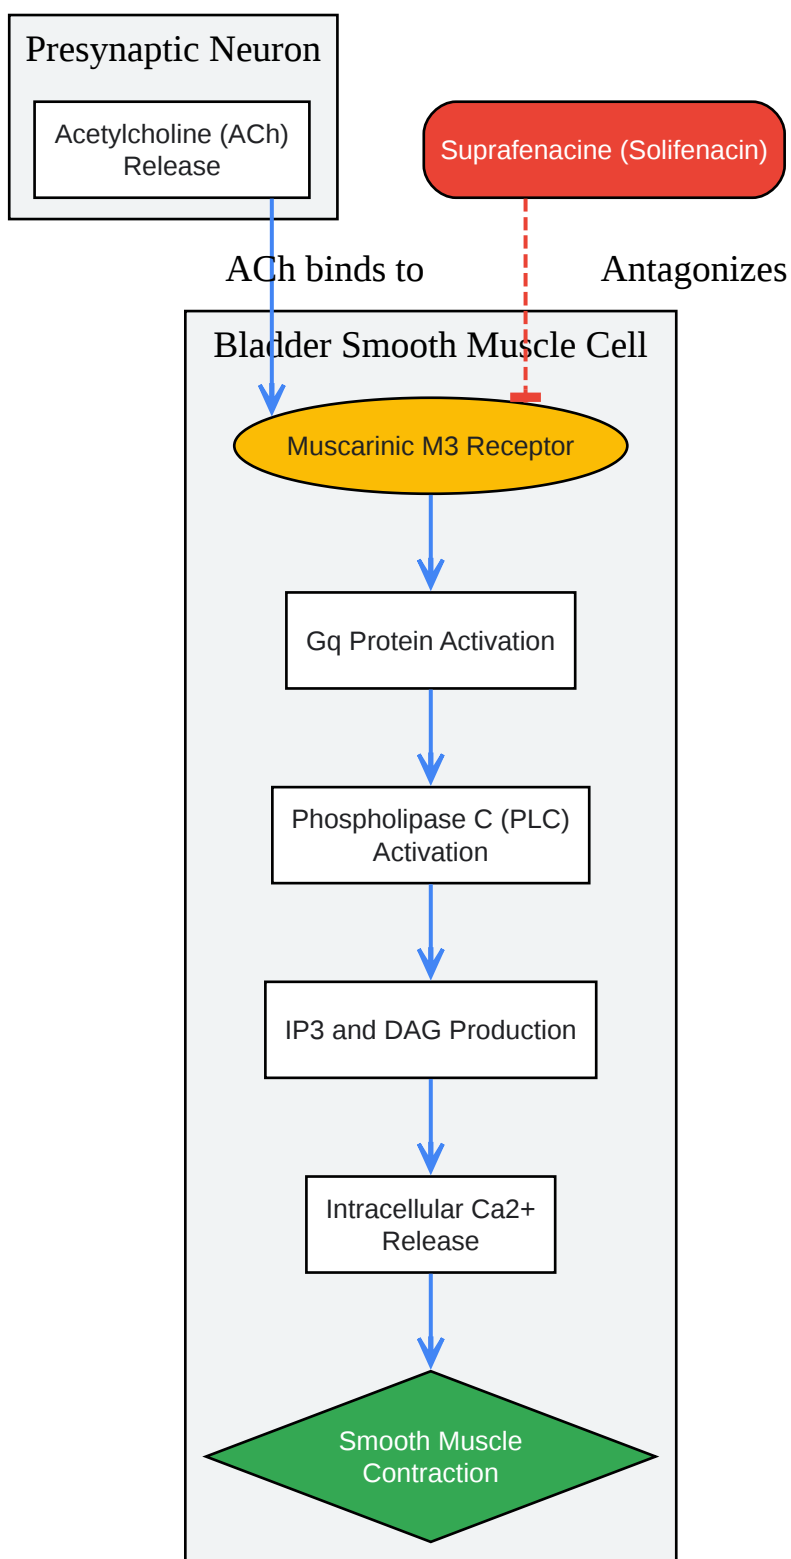 Presynaptic Neuron
Acetylcholine (ACh)
Release
Suprafenacine (Solifenacin)
ACh binds to
Antagonizes
Bladder Smooth Muscle Cell
Muscarinic M3 Receptor
Gq Protein Activation
Phospholipase C (PLC)
Activation
IP3 and DAG Production
Intracellular Ca2+
Release
Smooth Muscle
Contraction